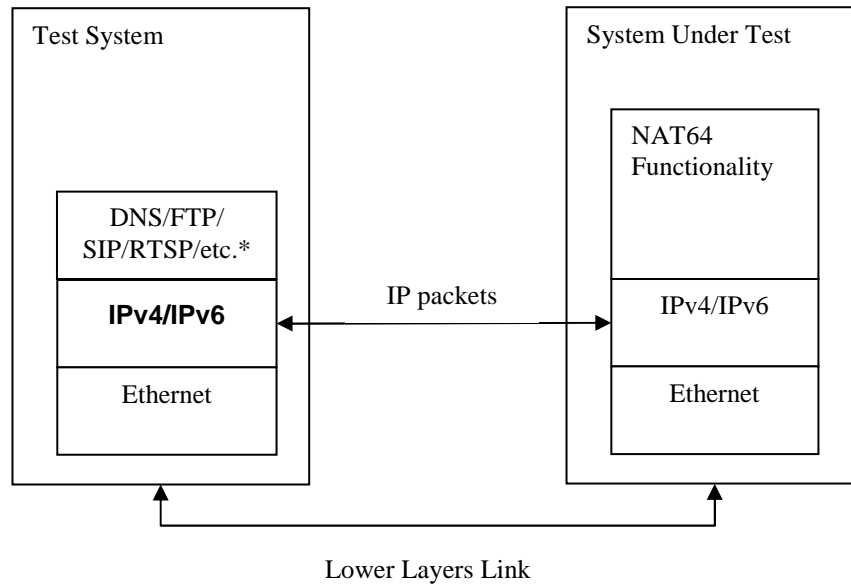 Test System
System Under Test
NAT64
Functionality
DNS/FTP/
SIP/RTSP/etc.*
IP packets
IPv4/IPv6
IPv4/IPv6
Ethernet
Ethernet
Lower Layers Link